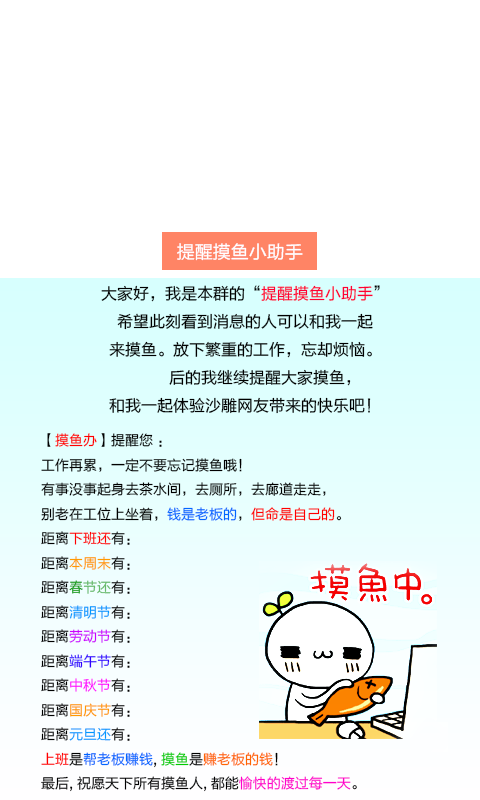 提醒摸鱼小助手
大家好，我是本群的“提醒摸鱼小助手”
希望此刻看到消息的人可以和我一起
来摸鱼。放下繁重的工作，忘却烦恼。
后的我继续提醒大家摸鱼，
和我一起体验沙雕网友带来的快乐吧！
【摸鱼办】提醒您：
工作再累，一定不要忘记摸鱼哦！
有事没事起身去茶水间，去厕所，去廊道走走，
别老在工位上坐着，钱是老板的，但命是自己的。
距离下班还有：
距离本周末有：
距离春节还有：
距离清明节有：
距离劳动节有：
距离端午节有：
距离中秋节有：
距离国庆节有：
距离元旦还有：
摸魚中。
上班是帮老板赚钱，摸鱼是赚老板的钱！
最后，祝愿天下所有摸鱼人，都能愉快的渡过每一天。